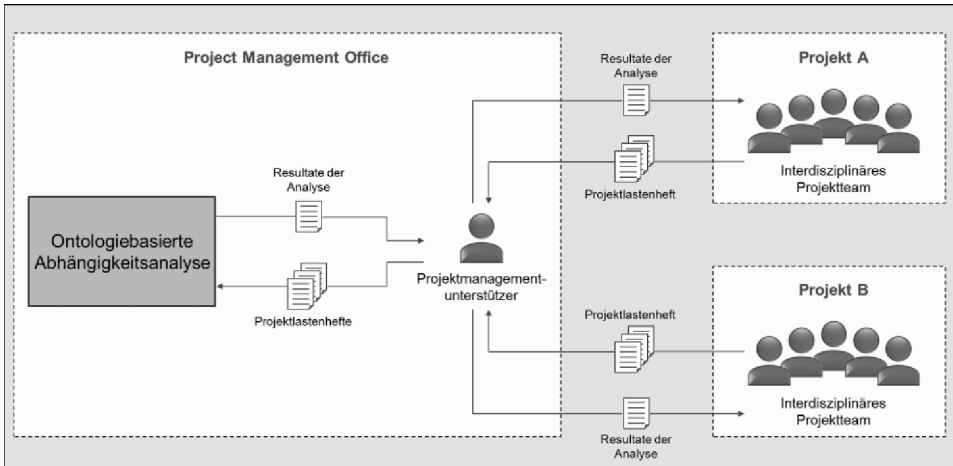 Project Management Office
Resultate der
Analyse
Ontologiebasierte
Abhängigkeitsanalyse
Projektlastenhefte
Projektmanagement-
unterstützer
Resultate der
Analyse
Projektlastenheft
Projekt A
Interdisziplinäres
Projektteam
Projektlastenheft
Resultate der
Analyse
Projekt B
Interdisziplinäres
Projektteam